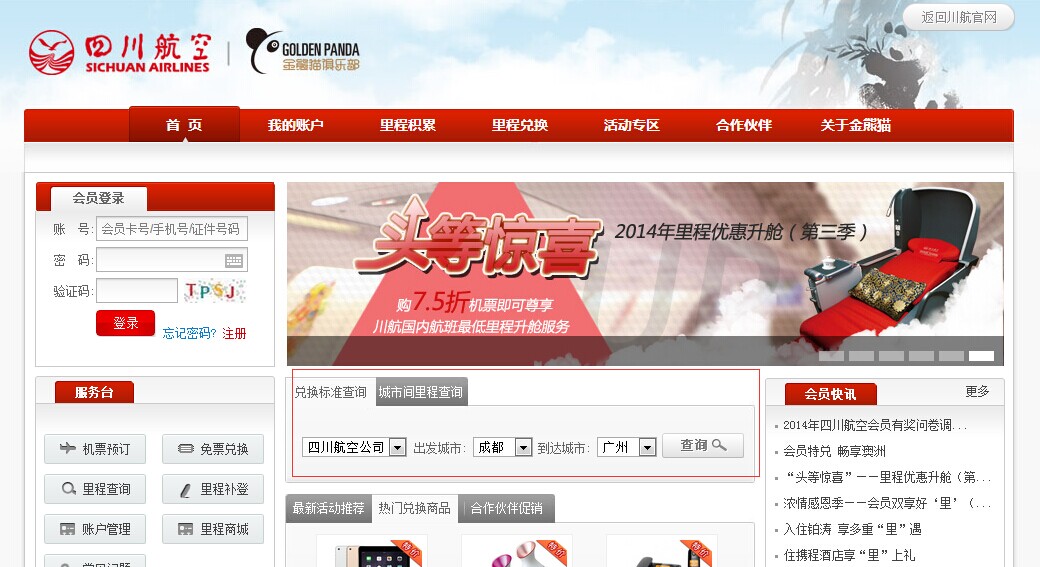 返回川航官网
四川航空
SICHUAN AIRLINES
GOLDEN PANDA
金熊猫俱乐部
首 页 我的账户 里程积累 里程兑换 活动专区 合作伙伴 关于金熊猫
会员登录
账 号: 会员卡号/手机号/证件号码
密 码:
验证码: TPSJ
登录 忘记密码? 注册
头等惊喜
2014年里程优惠升舱（第三季）
购7.5折机票即可尊享
川航国内航班最低里程升舱服务
服务台
机票预订 免票兑换
里程查询 里程补登
账户管理 里程商城
常见问题
兑换标准查询 城市间里程查询
四川航空公司 出发城市: 成都 到达城市: 广州 查询
最新活动推荐 热门兑换商品 合作伙伴促销
特价 特价 特价
会员快讯 更多
2014年四川航空会员有奖问卷调...
会员特兑 畅享澳洲
“头等惊喜”——里程优惠升舱（第...
浓情感恩季——会员双享好‘里’（...
入住铂涛 享多重“里”遇
住携程酒店享“里”上礼